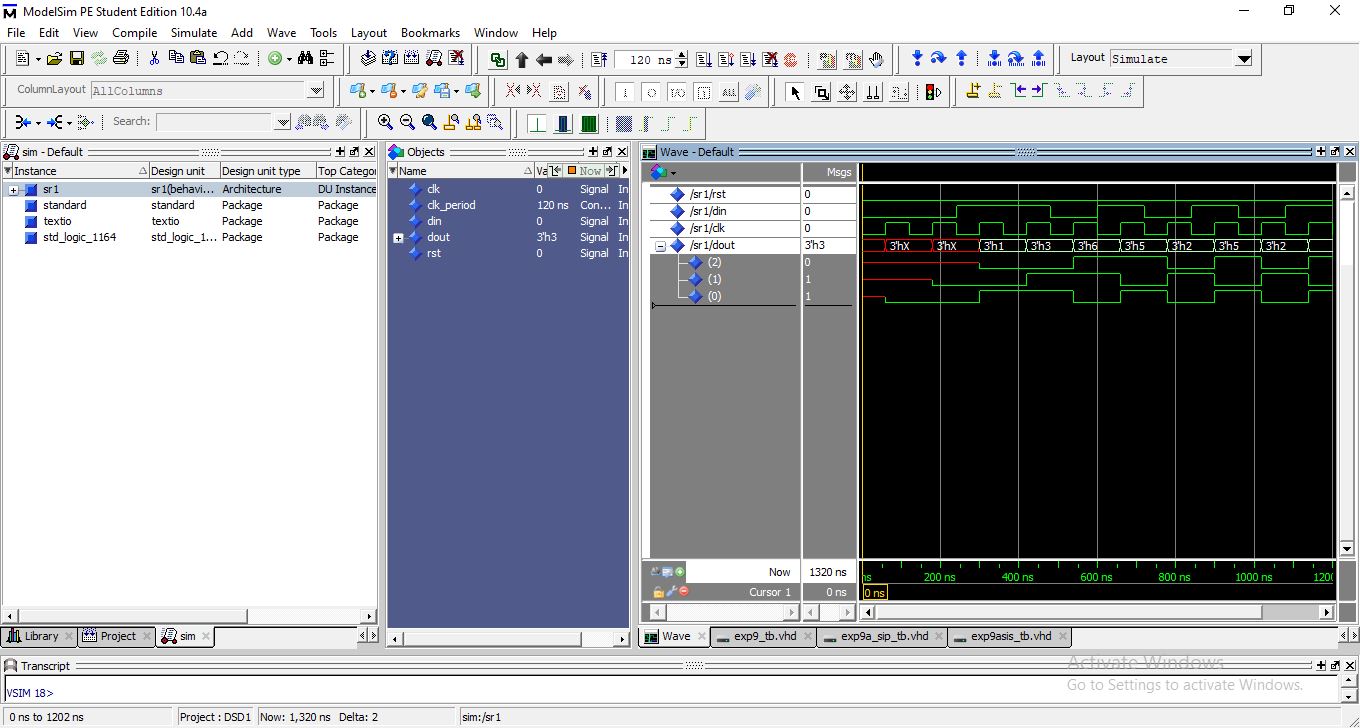 ModelSim PE Student Edition 10.4a
File Edit View Compile Simulate Add Wave Tools Layout Bookmarks Window Help
120 ns
Layout Simulate
ColumnLayout AllColumns
Search:
sim - Default
Instance Design unit Design unit type Top Categor
sr1 sr1(behavi... Architecture DU Instance
standard standard Package Package
textio textio Package Package
std_logic_1164 std_logic_1... Package Package
Objects
Name Va Now
clk 0 Signal In
clk_period 120 ns Con... In
din 0 Signal In
dout 3'h3 Signal In
rst 0 Signal In
Wave - Default
Msgs
/sr1/rst 0
/sr1/din 0
/sr1/clk 0
/sr1/dout 3'h3 3'hX 3'hX 3'h1 3'h3 3'h6 3'h5 3'h2 3'h5 3'h2
(2) 0
(1) 1
(0) 1
Now 1320 ns ns 200 ns 400 ns 600 ns 800 ns 1000 ns 120
Cursor 1 0 ns 0 ns
Library Project sim
Wave exp9_tb.vhd exp9a_sip_tb.vhd exp9asis_tb.vhd
Transcript
Activate Windows
Go to Settings to activate Windows.
VSIM 18>
0 ns to 1202 ns Project : DSD1 Now: 1,320 ns Delta: 2 sim:/sr1